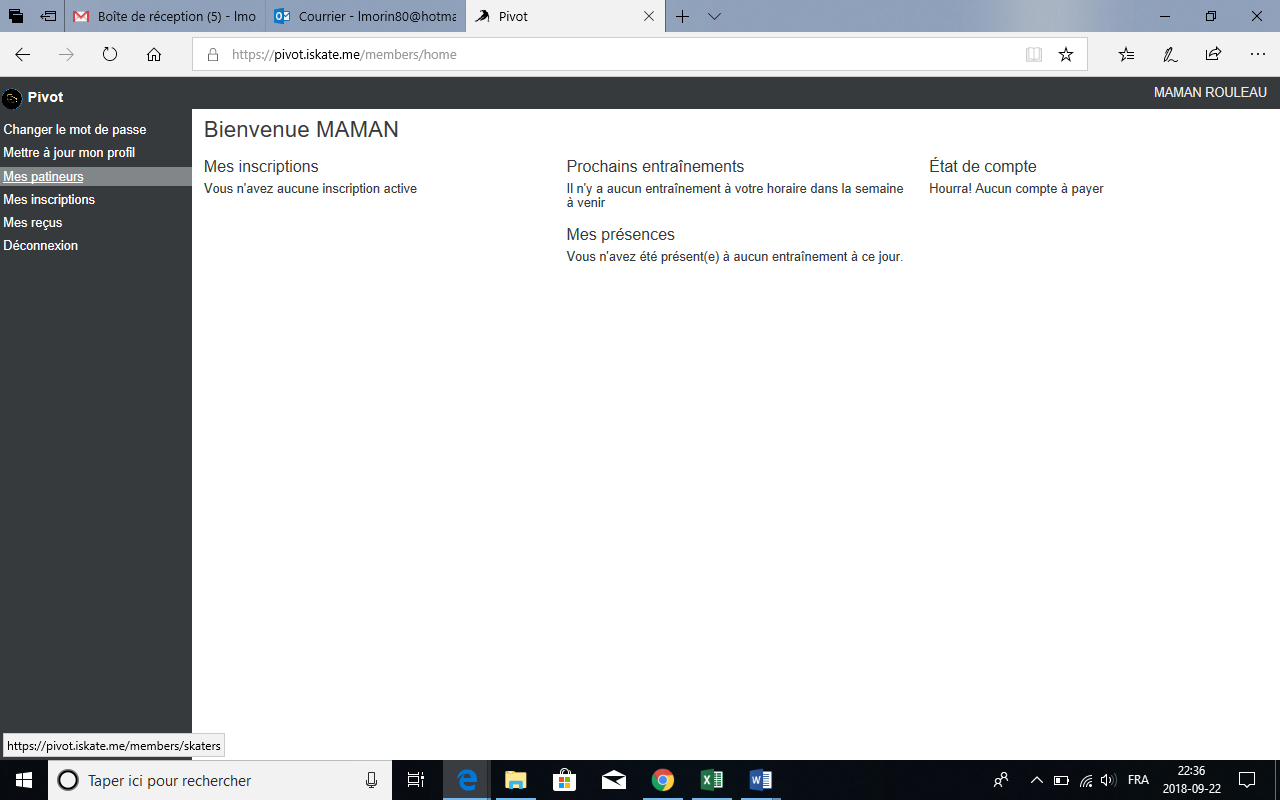 Boîte de réception (5) - lmo
Courrier - lmorin80@hotma
Pivot
https://pivot.iskate.me/members/home
Pivot
MAMAN ROULEAU
Changer le mot de passe
Mettre à jour mon profil
Mes patineurs
Mes inscriptions
Mes reçus
Déconnexion
Bienvenue MAMAN
Mes inscriptions
Vous n'avez aucune inscription active
Prochains entraînements
Il n'y a aucun entraînement à votre horaire dans la semaine
à venir
Mes présences
Vous n'avez été présent(e) à aucun entraînement à ce jour.
État de compte
Hourra! Aucun compte à payer
https://pivot.iskate.me/members/skaters
Taper ici pour rechercher
FRA
22:36
2018-09-22